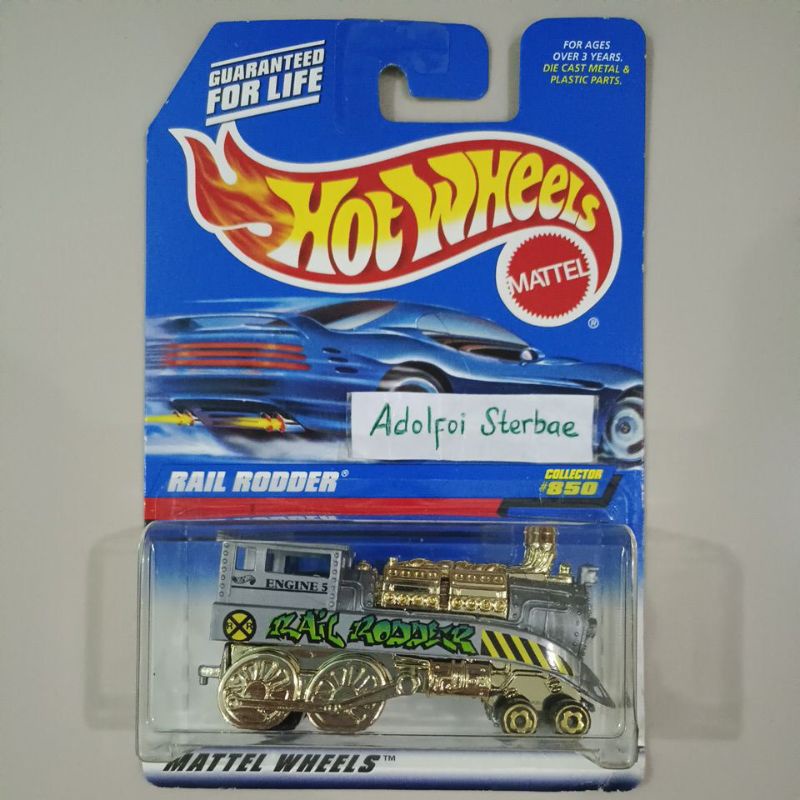 GUARANTEED
FOR LIFE
FOR AGES
OVER 3 YEARS.
DIE CAST METAL &
PLASTIC PARTS.
HOT WHEELS
MATTEL
®
Adolfoi Sterbae
RAIL RODDER®
COLLECTOR
#850
ENGINE 5
R R
RAIL RODDER
MATTEL WHEELS™